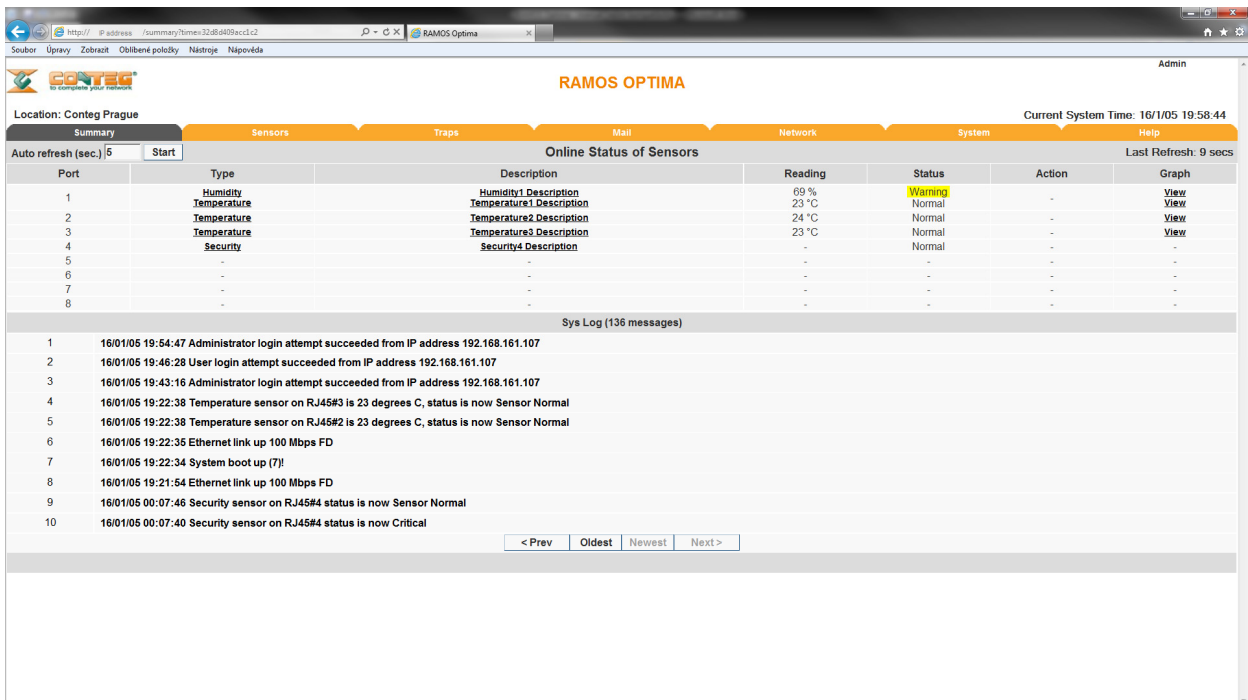 http:// IP address /summary?time=32d8d409acc1c2 RAMOS Optima
Soubor Úpravy Zobrazit Oblíbené položky Nástroje Nápověda
Admin
CONTEG
to complete your network
RAMOS OPTIMA
Location: Conteg Prague Current System Time: 16/1/05 19:58:44
Summary Sensors Traps Mail Network System Help
Auto refresh (sec.) 5 Start Online Status of Sensors Last Refresh: 9 secs
Port Type Description Reading Status Action Graph
1 Humidity Humidity1 Description 69 % Warning - View
Temperature Temperature1 Description 23 °C Normal View
2 Temperature Temperature2 Description 24 °C Normal - View
3 Temperature Temperature3 Description 23 °C Normal - View
4 Security Security4 Description - Normal - -
5 - - - - - -
6 - - - - - -
7 - - - - - -
8 - - - - - -
Sys Log (136 messages)
1 16/01/05 19:54:47 Administrator login attempt succeeded from IP address 192.168.161.107
2 16/01/05 19:46:28 User login attempt succeeded from IP address 192.168.161.107
3 16/01/05 19:43:16 Administrator login attempt succeeded from IP address 192.168.161.107
4 16/01/05 19:22:38 Temperature sensor on RJ45#3 is 23 degrees C, status is now Sensor Normal
5 16/01/05 19:22:38 Temperature sensor on RJ45#2 is 23 degrees C, status is now Sensor Normal
6 16/01/05 19:22:35 Ethernet link up 100 Mbps FD
7 16/01/05 19:22:34 System boot up (7)!
8 16/01/05 19:21:54 Ethernet link up 100 Mbps FD
9 16/01/05 00:07:46 Security sensor on RJ45#4 status is now Sensor Normal
10 16/01/05 00:07:40 Security sensor on RJ45#4 status is now Critical
< Prev Oldest Newest Next >